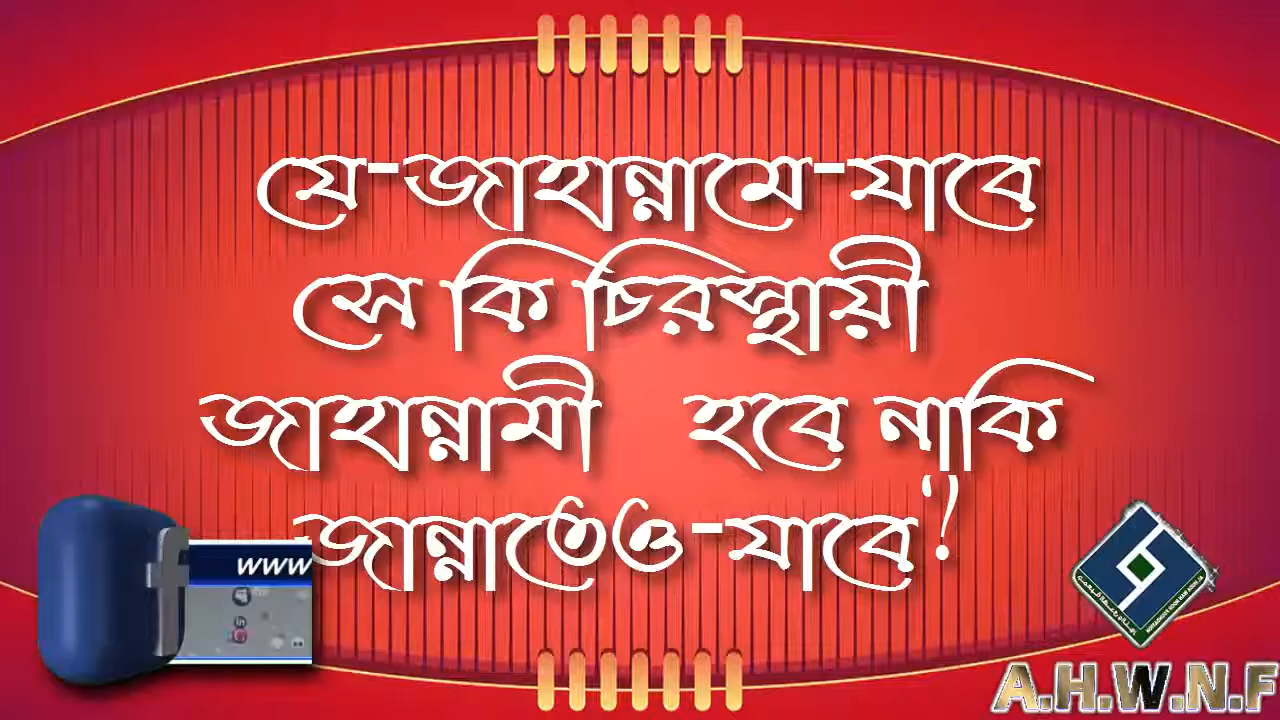 যে-জাহান্নামে-যাবে
সে কি চিরস্থায়ী
জাহান্নামী হবে নাকি
জান্নাতেও-যাবে?
f
www
A.H.W.N.F